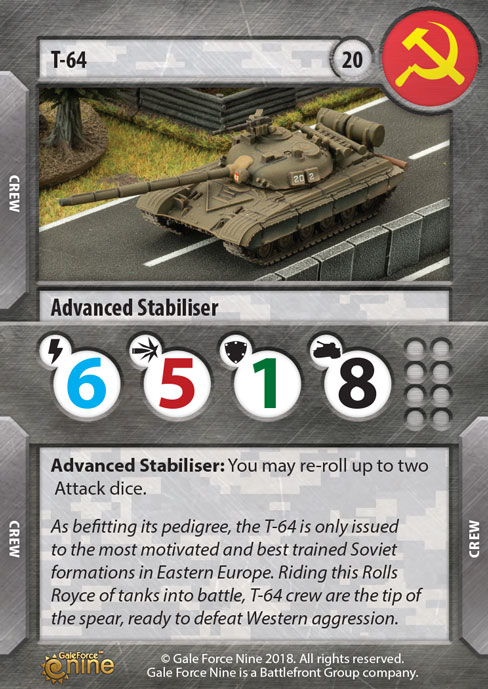 T-64
20
CREW
20 2
Advanced Stabiliser
6 5 1 8
Advanced Stabiliser: You may re-roll up to two
Attack dice.
As befitting its pedigree, the T-64 is only issued
to the most motivated and best trained Soviet
formations in Eastern Europe. Riding this Rolls
Royce of tanks into battle, T-64 crew are the tip of
the spear, ready to defeat Western aggression.
CREW
CREW
GaleForce™
nine
© Gale Force Nine 2018. All rights reserved.
Gale Force Nine is a Battlefront Group company.